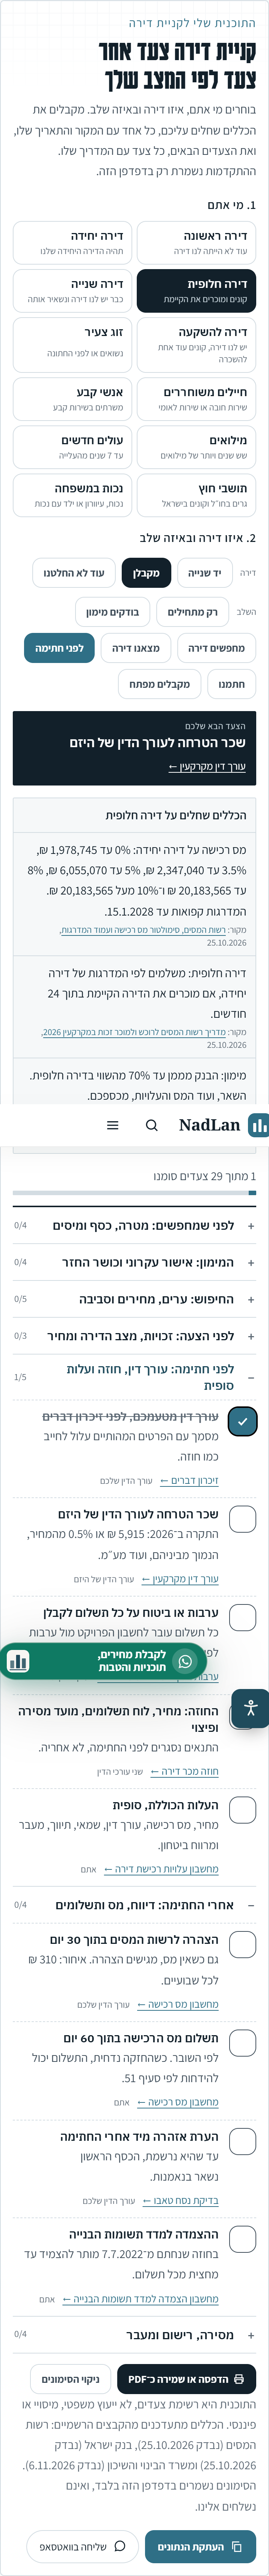 התוכנית שלי לקניית דירה
קניית דירה צעד אחר
צעד לפי המצב שלך
בוחרים מי אתם, איזו דירה ובאיזה שלב. מקבלים את
הכללים שחלים עליכם, כל אחד עם המקור והתאריך שלו,
ואת הצעדים הבאים, כל צעד עם המדריך שלו.
ההתקדמות נשמרת רק בדפדפן הזה.
1. מי אתם
דירה ראשונה
עוד לא הייתה לנו דירה
דירה יחידה
תהיה הדירה היחידה שלנו
דירה חלופית
קונים ומוכרים את הקיימת
דירה שנייה
כבר יש לנו דירה ונשאיר אותה
דירה להשקעה
יש לנו דירה, קונים עוד אחת
להשכרה
זוג צעיר
נשואים או לפני החתונה
חיילים משוחררים
שירות חובה או שירות לאומי
אנשי קבע
משרתים בשירות קבע
מילואים
שש שנים ויותר של מילואים
עולים חדשים
עד 7 שנים מהעלייה
תושבי חוץ
גרים בחו״ל וקונים בישראל
נכות במשפחה
נכות, עיוורון או ילד עם נכות
2. איזו דירה ובאיזה שלב
דירה
יד שנייה
מקבלן
עוד לא החלטנו
השלב
רק מתחילים
בודקים מימון
מחפשים דירה
מצאנו דירה
לפני חתימה
חתמנו
מקבלים מפתח
הצעד הבא שלכם
שכר הטרחה לעורך הדין של היזם
עורך דין מקרקעין ←
הכללים שחלים על דירה חלופית
מס רכישה על דירה יחידה: 0% עד 1,978,745 ₪,
3.5% עד 2,347,040 ₪, 5% עד 6,055,070 ₪, 8%
עד 20,183,565 ₪ ו־10% מעל 20,183,565 ₪.
המדרגות קפואות עד 15.1.2028.
מקור: רשות המסים, סימולטור מס רכישה ועמוד המדרגות,
25.10.2026
דירה חלופית: משלמים לפי המדרגות של דירה
יחידה, אם מוכרים את הדירה הקיימת בתוך 24
חודשים.
מקור: מדריך רשות המסים לרוכש ולמוכר זכות במקרקעין 2026,
25.10.2026
מימון: הבנק מממן עד 70% מהשווי בדירה חלופית.
השאר, ועוד המס והעלויות, מכספכם.
NadLan
1 מתוך 29 צעדים סומנו
+ לפני שמחפשים: מטרה, כסף ומיסים 0/4
+ המימון: אישור עקרוני וכושר החזר 0/4
+ החיפוש: ערים, מחירים וסביבה 0/5
+ לפני הצעה: זכויות, מצב הדירה ומחיר 0/3
− לפני חתימה: עורך דין, חוזה ועלות
סופית 1/5
עורך דין מטעמכם, לפני זיכרון דברים
מסמך עם הפרטים המהותיים עלול לחייב
כמו חוזה.
זיכרון דברים ← עורך הדין שלכם
שכר הטרחה לעורך הדין של היזם
התקרה ב־2026: 5,915 ₪ או 0.5% מהמחיר,
הנמוך מביניהם, ועוד מע״מ.
עורך דין מקרקעין ← עורך הדין של היזם
ערבות או ביטוח על כל תשלום לקבלן
כל תשלום עובר לחשבון הפרויקט מול ערבות
לפי
ערבות
לקבלת מחירים,
תוכניות והטבות
החוזה: מחיר, לוח תשלומים, מועד מסירה
ופיצוי
התנאים נסגרים לפני החתימה, לא אחריה.
חוזה מכר דירה ← שני עורכי הדין
העלות הכוללת, סופית
מחיר, מס רכישה, עורך דין, שמאי, תיווך, מעבר
ומרווח ביטחון.
מחשבון עלויות רכישת דירה ← אתם
− אחרי החתימה: דיווח, מס ותשלומים 0/4
הצהרה לרשות המסים בתוך 30 יום
גם כשאין מס, מגישים הצהרה. איחור: 310 ₪
לכל שבועיים.
מחשבון מס רכישה ← עורך הדין שלכם
תשלום מס הרכישה בתוך 60 יום
לפי השובר. כשהחזקה נדחית, התשלום יכול
להידחות לפי סעיף 51.
מחשבון מס רכישה ← אתם
הערת אזהרה מיד אחרי החתימה
עד שהיא נרשמת, הכסף הראשון
נשאר בנאמנות.
בדיקת נסח טאבו ← עורך הדין שלכם
ההצמדה למדד תשומות הבנייה
בחוזה שנחתם מ־7.7.2022 מותר להצמיד עד
מחצית מכל תשלום.
מחשבון הצמדה למדד תשומות הבנייה ← אתם
+ מסירה, רישום ומעבר 0/4
הדפסה או שמירה כ־PDF
ניקוי הסימונים
התוכנית היא רשימת צעדים, לא ייעוץ משפטי, מיסויי או
פיננסי. הכללים מתעדכנים מהקבצים הרשמיים: רשות
המסים (נבדק 25.10.2026), בנק ישראל (נבדק
25.10.2026) ומשרד הבינוי והשיכון (נבדק 6.11.2026).
הסימונים נשמרים בדפדפן הזה בלבד, ואינם
נשלחים אלינו.
העתקת הנתונים
שליחה בוואטסאפ